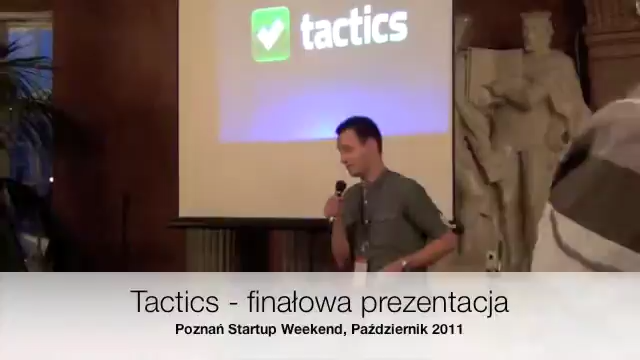 tactics
Tactics - finałowa prezentacja
Poznań Startup Weekend, Październik 2011